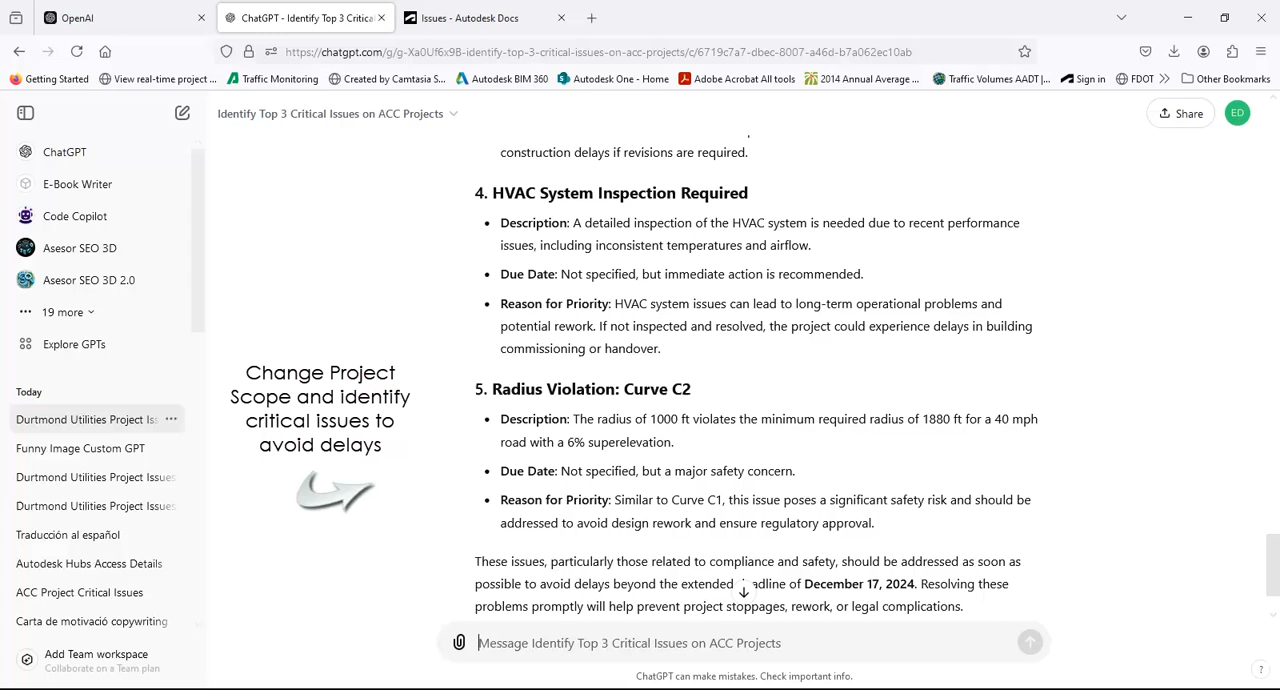 OpenAI
ChatGPT - Identify Top 3 Critica
Issues - Autodesk Docs
https://chatgpt.com/g/g-Xa0Uf6x9B-identify-top-3-critical-issues-on-acc-projects/c/6719c7a7-dbec-8007-a46d-b7a062ec10ab
Getting Started
View real-time project ...
Traffic Monitoring
Created by Camtasia S...
Autodesk BIM 360
Autodesk One - Home
Adobe Acrobat All tools
2014 Annual Average ...
Traffic Volumes AADT |...
Sign in
FDOT
Other Bookmarks
Identify Top 3 Critical Issues on ACC Projects
Share
ED
ChatGPT
E-Book Writer
Code Copilot
Asesor SEO 3D
Asesor SEO 3D 2.0
19 more
Explore GPTs
Today
Durtmond Utilities Project Iss
Funny Image Custom GPT
Durtmond Utilities Project Issues
Durtmond Utilities Project Issues
Traducción al español
Autodesk Hubs Access Details
ACC Project Critical Issues
Carta de motivació copywriting
Add Team workspace
Collaborate on a Team plan
Change Project
Scope and identify
critical issues to
avoid delays
construction delays if revisions are required.
4. HVAC System Inspection Required
• Description: A detailed inspection of the HVAC system is needed due to recent performance
issues, including inconsistent temperatures and airflow.
• Due Date: Not specified, but immediate action is recommended.
• Reason for Priority: HVAC system issues can lead to long-term operational problems and
potential rework. If not inspected and resolved, the project could experience delays in building
commissioning or handover.
5. Radius Violation: Curve C2
• Description: The radius of 1000 ft violates the minimum required radius of 1880 ft for a 40 mph
road with a 6% superelevation.
• Due Date: Not specified, but a major safety concern.
• Reason for Priority: Similar to Curve C1, this issue poses a significant safety risk and should be
addressed to avoid design rework and ensure regulatory approval.
These issues, particularly those related to compliance and safety, should be addressed as soon as
possible to avoid delays beyond the extended adline of December 17, 2024. Resolving these
problems promptly will help prevent project stoppages, rework, or legal complications.
Message Identify Top 3 Critical Issues on ACC Projects
ChatGPT can make mistakes. Check important info.
?